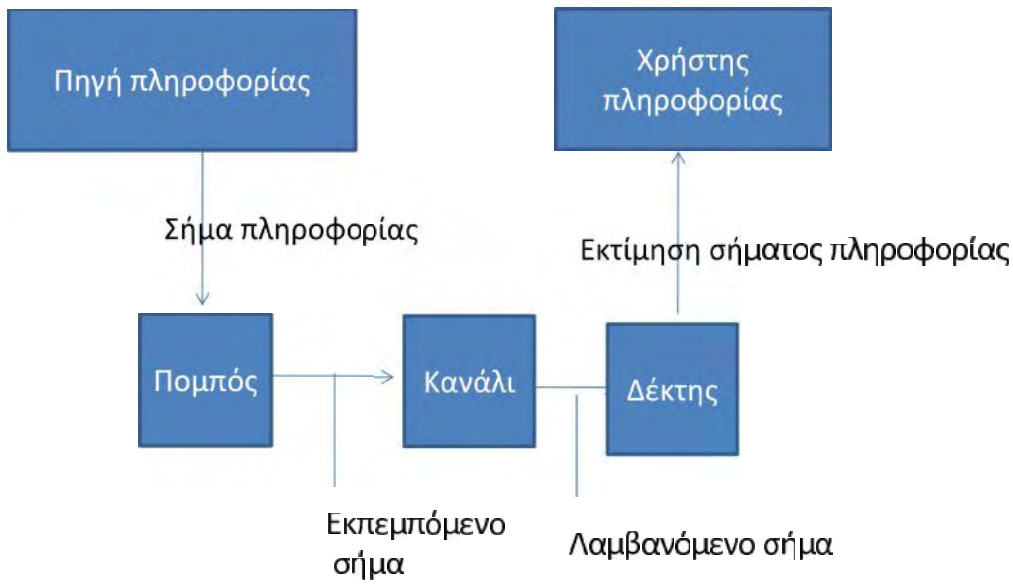 Πηγή πληροφορίας
Χρήστης
πληροφορίας
Σήμα πληροφορίας
Εκτίμηση σήματος πληροφορίας
Πομπός
Κανάλι
Δέκτης
Εκπεμπόμενο
σήμα
Λαμβανόμενο σήμα